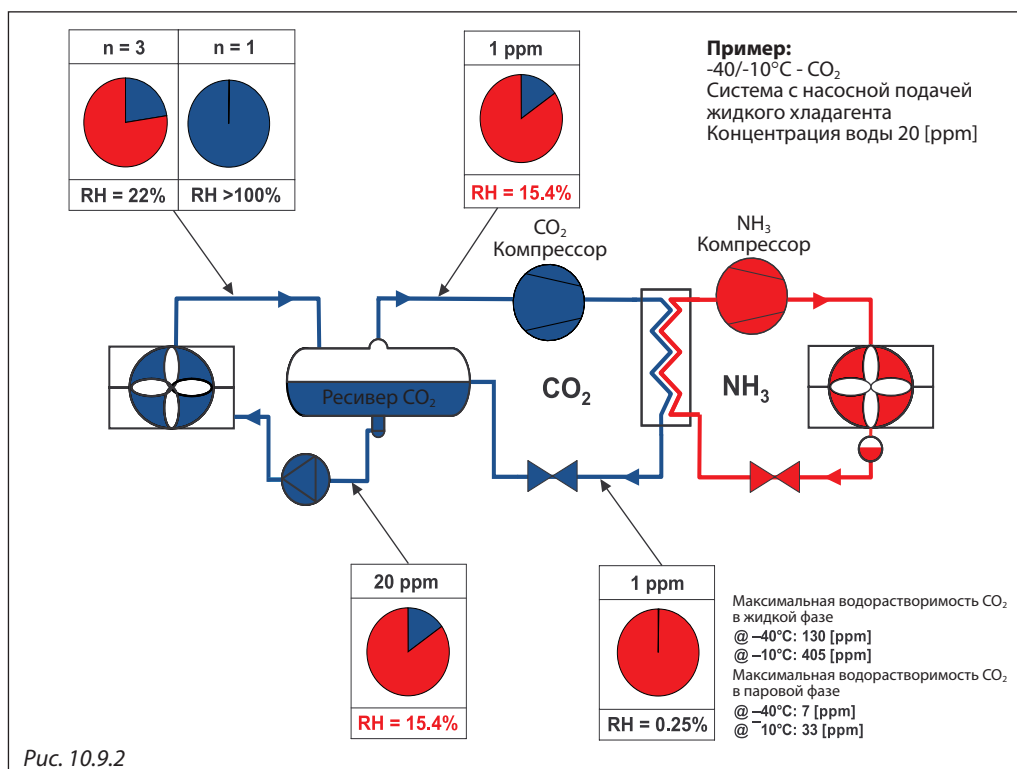 n = 3
n = 1
RH = 22%
RH >100%
1 ppm
RH = 15.4%
Пример:
-40/-10°C - CO₂
Система с насосной подачей
жидкого хладагента
Концентрация воды 20 [ppm]
CO₂
Компрессор
NH₃
Компрессор
Ресивер CO₂
CO₂
NH₃
20 ppm
RH = 15.4%
1 ppm
RH = 0.25%
Максимальная водорастворимость CO₂
в жидкой фазе
@ –40°C: 130 [ppm]
@ –10°C: 405 [ppm]
Максимальная водорастворимость CO₂
в паровой фазе
@ –40°C: 7 [ppm]
@ –10°C: 33 [ppm]
Рис. 10.9.2